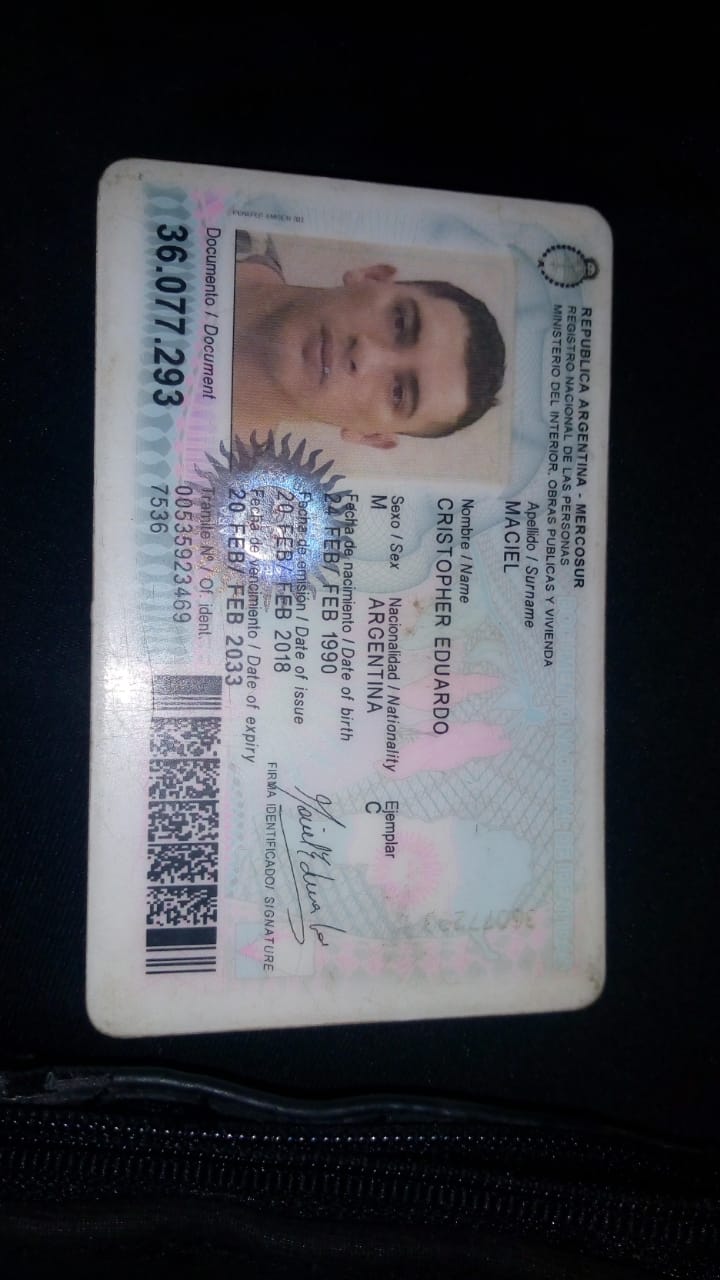 REPUBLICA ARGENTINA - MERCOSUR
REGISTRO NACIONAL DE LAS PERSONAS
MINISTERIO DEL INTERIOR, OBRAS PUBLICAS Y VIVIENDA
Apellido / Surname
MACIEL
Nombre / Name
CRISTOPHER EDUARDO
Sexo / Sex Nacionalidad / Nationality Ejemplar
M ARGENTINA C
Fecha de nacimiento / Date of birth
24 FEB/ FEB 1990
Fecha de emisión / Date of issue
20 FEB/ FEB 2018
Fecha de vencimiento / Date of expiry
20 FEB/ FEB 2033
FIRMA IDENTIFICADO/ SIGNATURE
Documento / Document
36.077.293
Tramite Nº / Of. ident.
00535923469
7536
36077293